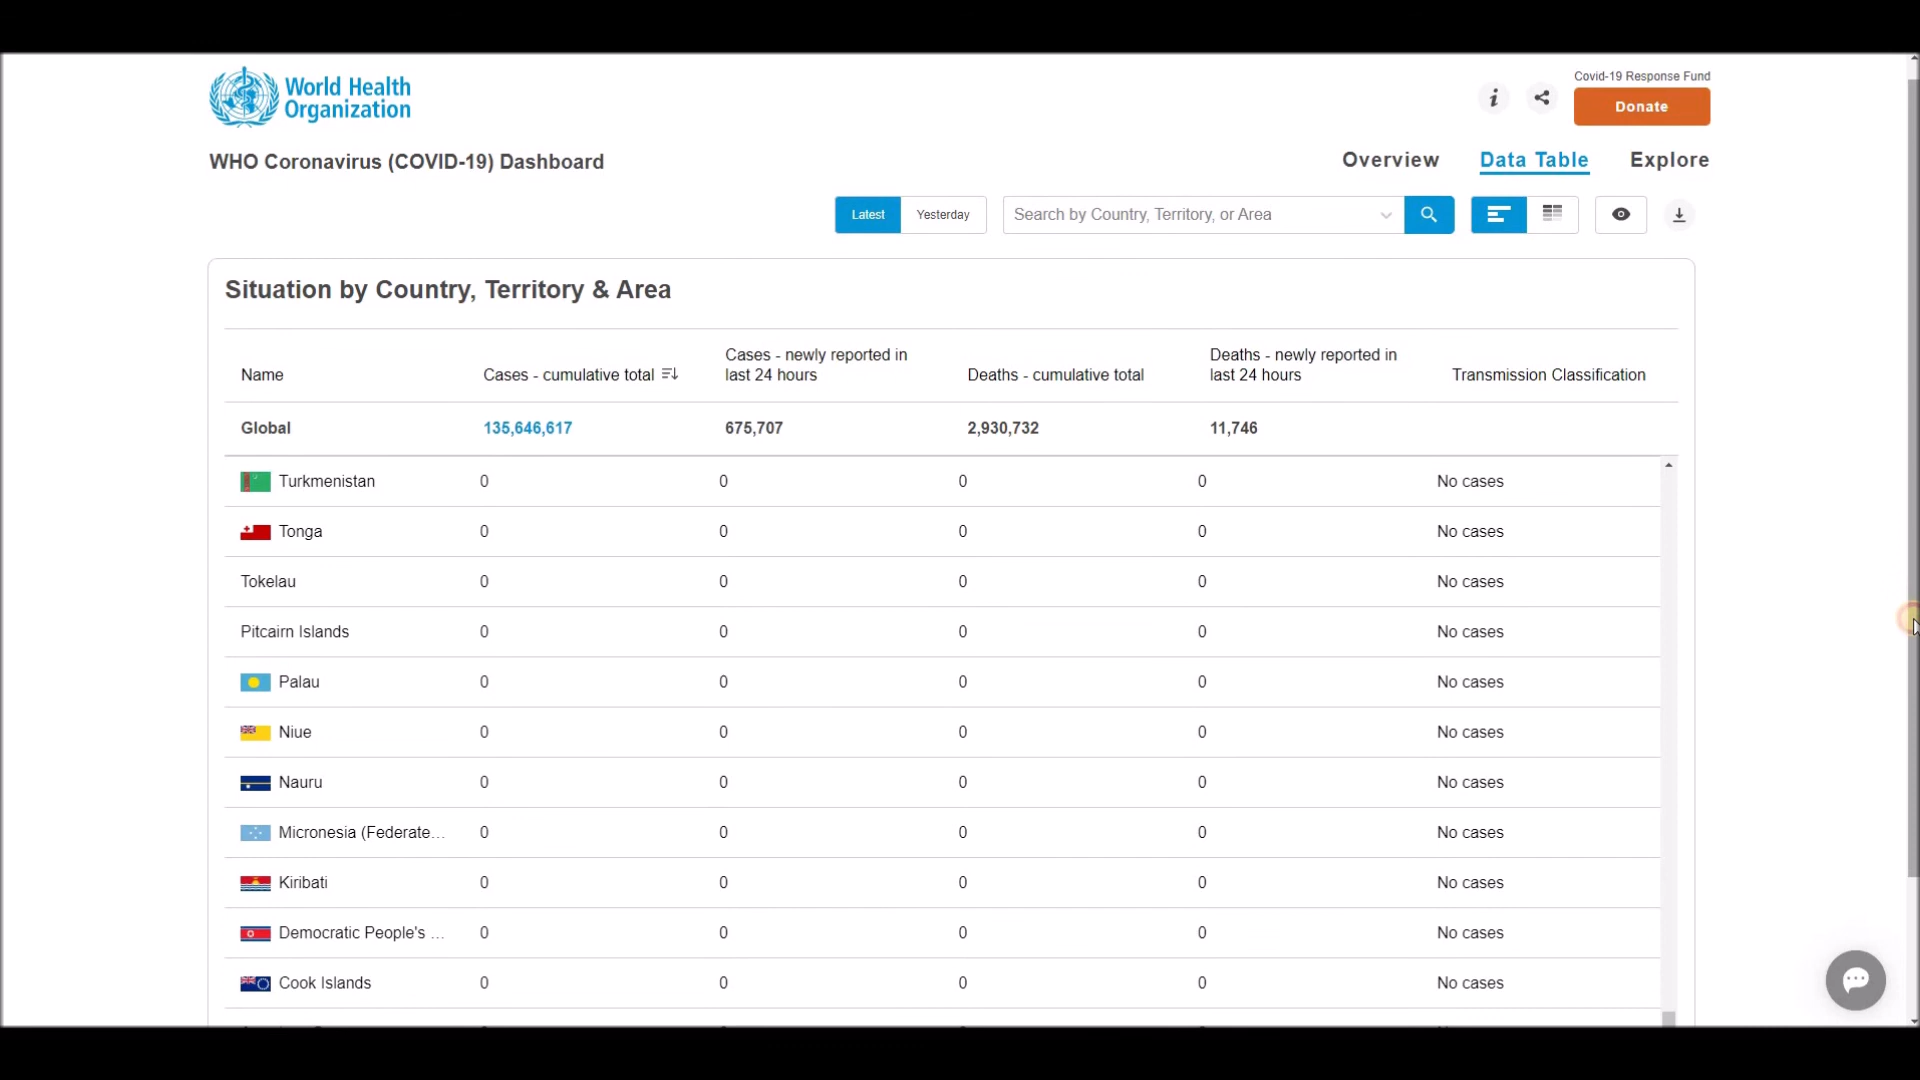 World Health
Organization
Covid-19 Response Fund
Donate
WHO Coronavirus (COVID-19) Dashboard
Overview
Data Table
Explore
Latest
Yesterday
Search by Country, Territory, or Area
Situation by Country, Territory & Area
Name
Cases - cumulative total
Cases - newly reported in
last 24 hours
Deaths - cumulative total
Deaths - newly reported in
last 24 hours
Transmission Classification
Global 135,646,617 675,707 2,930,732 11,746
Turkmenistan 0 0 0 0 No cases
Tonga 0 0 0 0 No cases
Tokelau 0 0 0 0 No cases
Pitcairn Islands 0 0 0 0 No cases
Palau 0 0 0 0 No cases
Niue 0 0 0 0 No cases
Nauru 0 0 0 0 No cases
Micronesia (Federate... 0 0 0 0 No cases
Kiribati 0 0 0 0 No cases
Democratic People's ... 0 0 0 0 No cases
Cook Islands 0 0 0 0 No cases